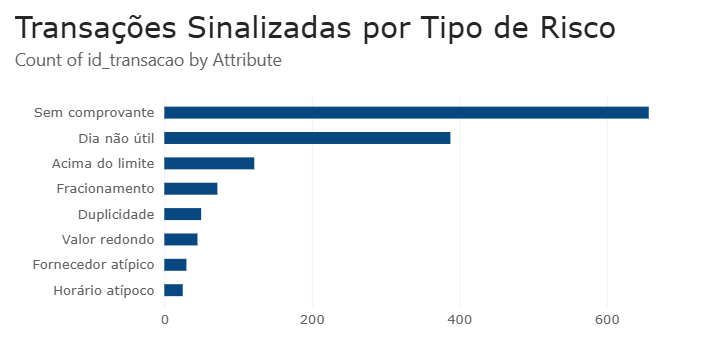 Transações Sinalizadas por Tipo de Risco
Count of id_transacao by Attribute
Sem comprovante
Dia não útil
Acima do limite
Fracionamento
Duplicidade
Valor redondo
Fornecedor atípico
Horário atípoco
0 200 400 600